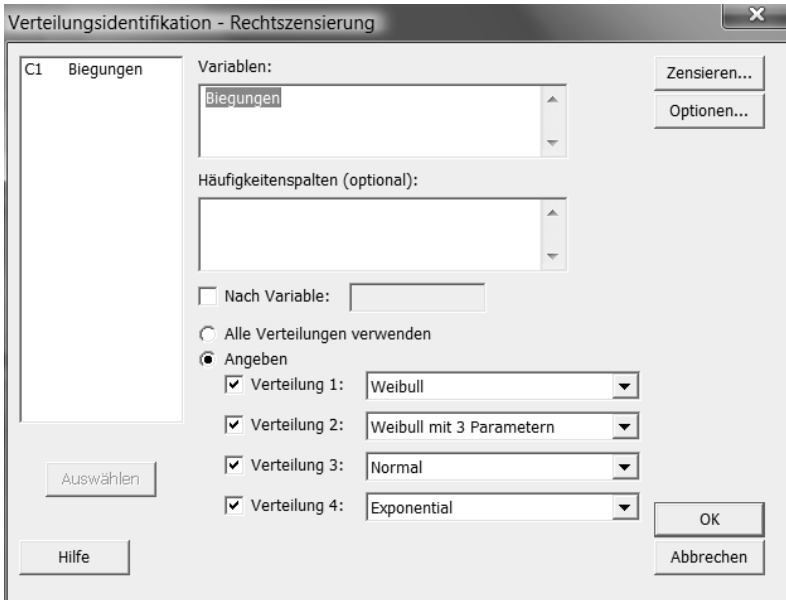 Verteilungsidentifikation - Rechtszensierung
C1 Biegungen
Variablen:
Biegungen
Zensieren...
Optionen...
Häufigkeitenspalten (optional):
Nach Variable:
Alle Verteilungen verwenden
Angeben
Verteilung 1: Weibull
Verteilung 2: Weibull mit 3 Parametern
Verteilung 3: Normal
Verteilung 4: Exponential
Auswählen
OK
Hilfe
Abbrechen